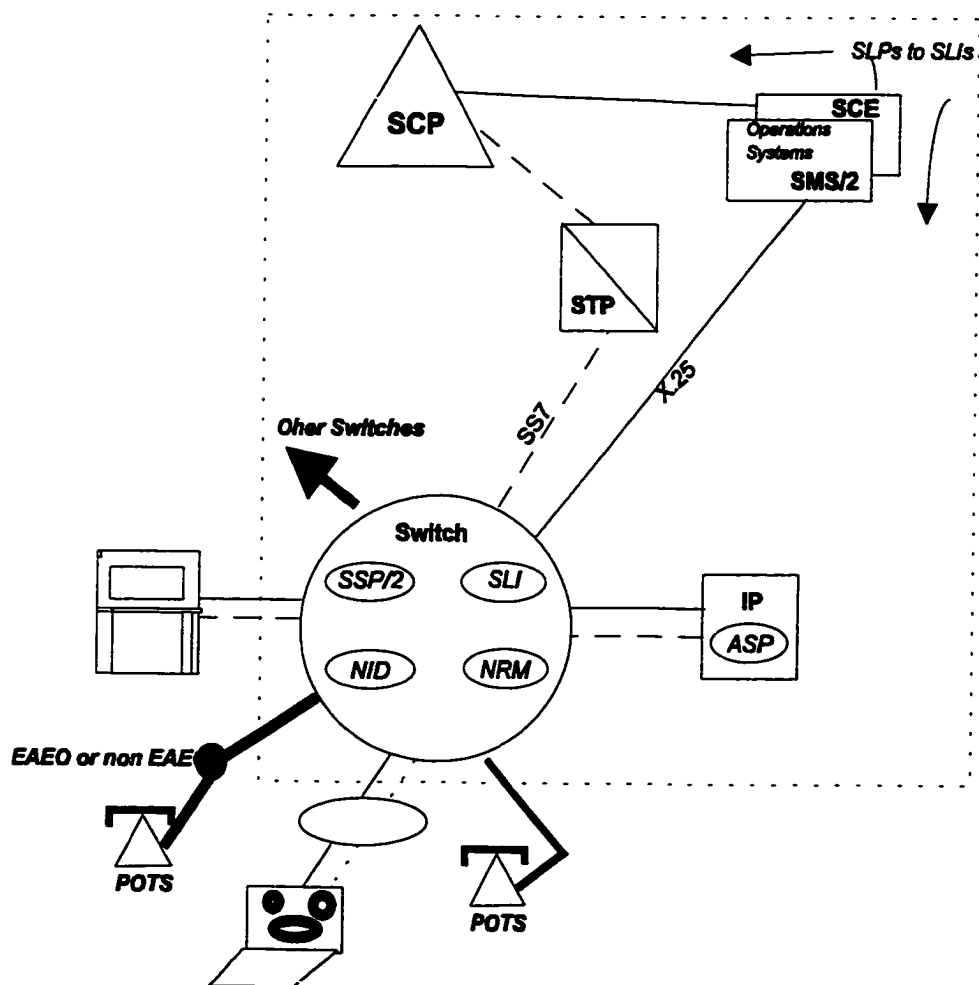 SLPs to SLIs
SCE
SCP
Operations
Systems
SMS/2
STP
X.25
SS7
Oher Switches
Switch
SSP/2
SLI
IP
ASP
NID
NRM
EAEO or non EAE
POTS
POTS